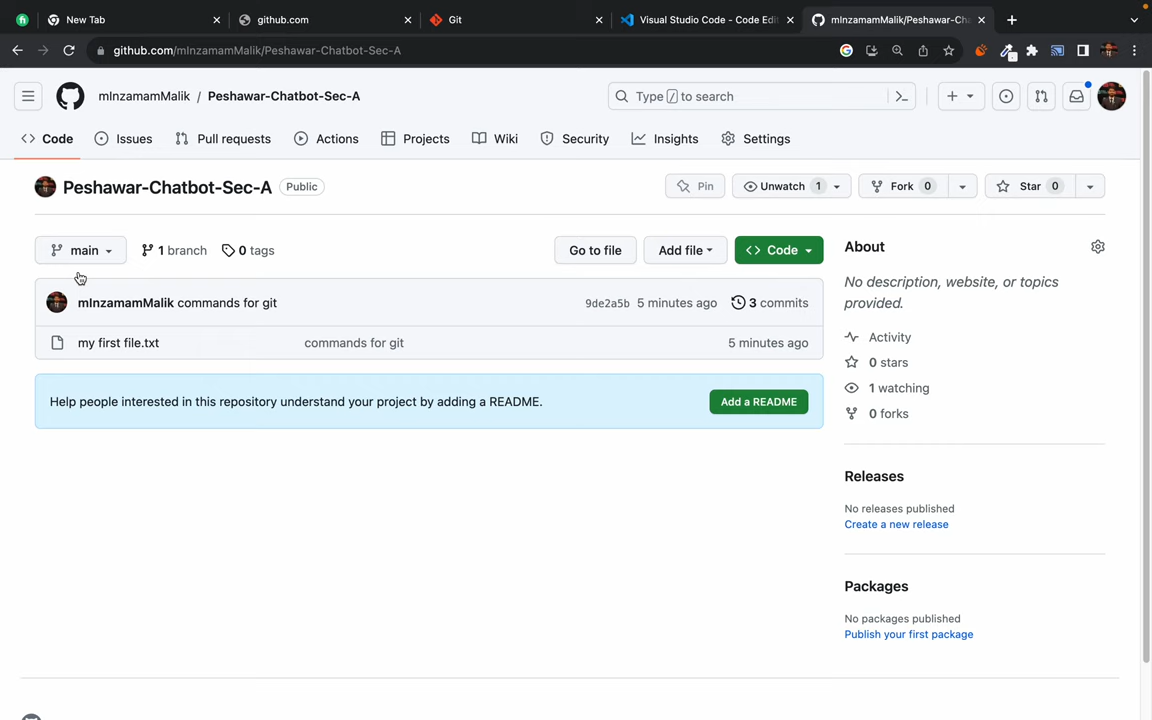 New Tab
github.com
Git
Visual Studio Code - Code Edit
mInzamamMalik/Peshawar-Cha
github.com/mInzamamMalik/Peshawar-Chatbot-Sec-A
mInzamamMalik / Peshawar-Chatbot-Sec-A
Type / to search
Code
Issues
Pull requests
Actions
Projects
Wiki
Security
Insights
Settings
Peshawar-Chatbot-Sec-A
Public
Pin
Unwatch 1
Fork 0
Star 0
main
1 branch
0 tags
Go to file
Add file
Code
mInzamamMalik commands for git
9de2a5b 5 minutes ago
3 commits
my first file.txt
commands for git
5 minutes ago
Help people interested in this repository understand your project by adding a README.
Add a README
About
No description, website, or topics
provided.
Activity
0 stars
1 watching
0 forks
Releases
No releases published
Create a new release
Packages
No packages published
Publish your first package